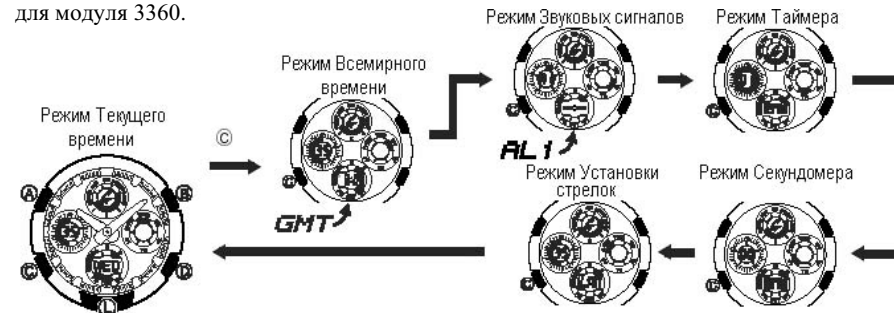 для модуля 3360.
Режим Звуковых сигналов
Режим Таймера
Режим Всемирного
времени
Режим Текущего
времени
©
AL1
GMT
Режим Установки
стрелок
Режим Секундомера
A
B
C
D
L
WED